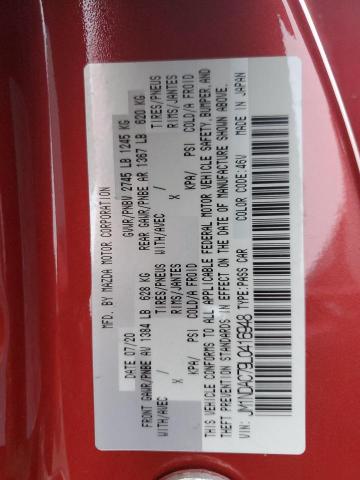 MFD. BY MAZDA MOTOR CORPORATION
DATE 07/20 GVWR/PNBV 2745 LB 1245 KG
FRONT GAWR/PNBE AV 1384 LB 628 KG REAR GAWR/PNBE AR 1367 LB 620 KG
WITH/AVEC / TIRES/PNEUS WITH/AVEC / TIRES/PNEUS
X RIMS/JANTES X RIMS/JANTES
KPA/ PSI COLD/A FROID KPA/ PSI COLD/A FROID
THIS VEHICLE CONFORMS TO ALL APPLICABLE FEDERAL MOTOR VEHICLE SAFETY, BUMPER, AND
THEFT PREVENTION STANDARDS IN EFFECT ON THE DATE OF MANUFACTURE SHOWN ABOVE.
VIN: JM1NDAC79L0416948 TYPE: PASS CAR COLOR CODE: 46V MADE IN JAPAN